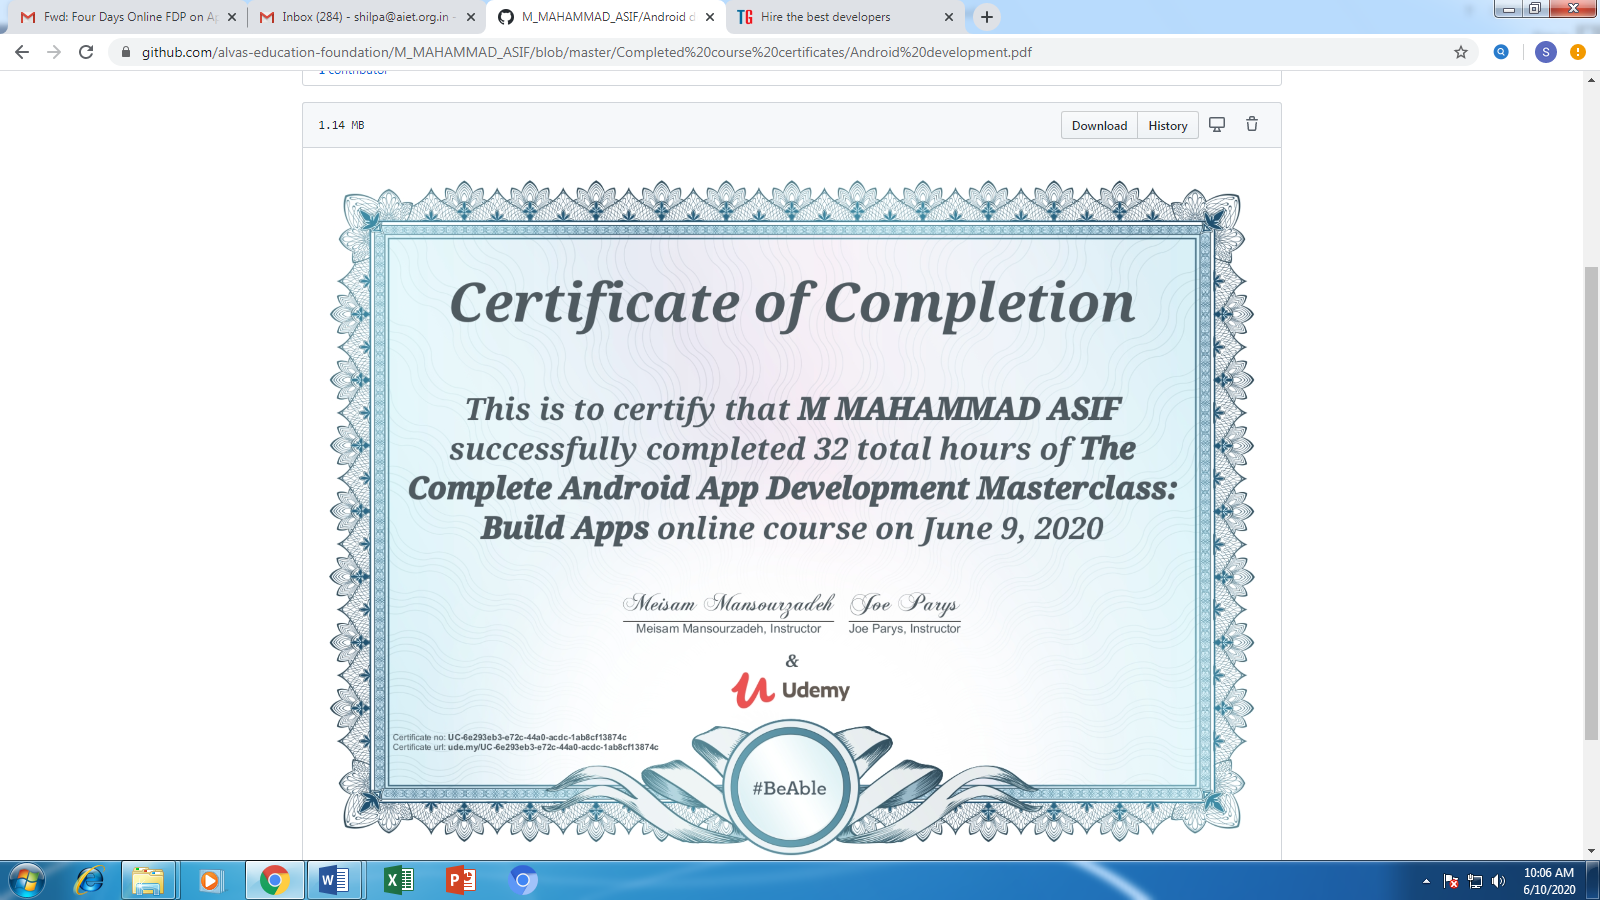 Fwd: Four Days Online FDP on Ap
Inbox (284) - shilpa@aiet.org.in -
M_MAHAMMAD_ASIF/Android d
TG Hire the best developers
github.com/alvas-education-foundation/M_MAHAMMAD_ASIF/blob/master/Completed%20course%20certificates/Android%20development.pdf
S
1 contributor
1.14 MB
Download
History
Certificate of Completion
This is to certify that M MAHAMMAD ASIF
successfully completed 32 total hours of The
Complete Android App Development Masterclass:
Build Apps online course on June 9, 2020
Meisam Mansourzadeh Joe Parys
Meisam Mansourzadeh, Instructor Joe Parys, Instructor
&
Udemy
Certificate no: UC-6e293eb3-e72c-44a0-acdc-1ab8cf13874c
Certificate url: ude.my/UC-6e293eb3-e72c-44a0-acdc-1ab8cf13874c
#BeAble
10:06 AM
6/10/2020